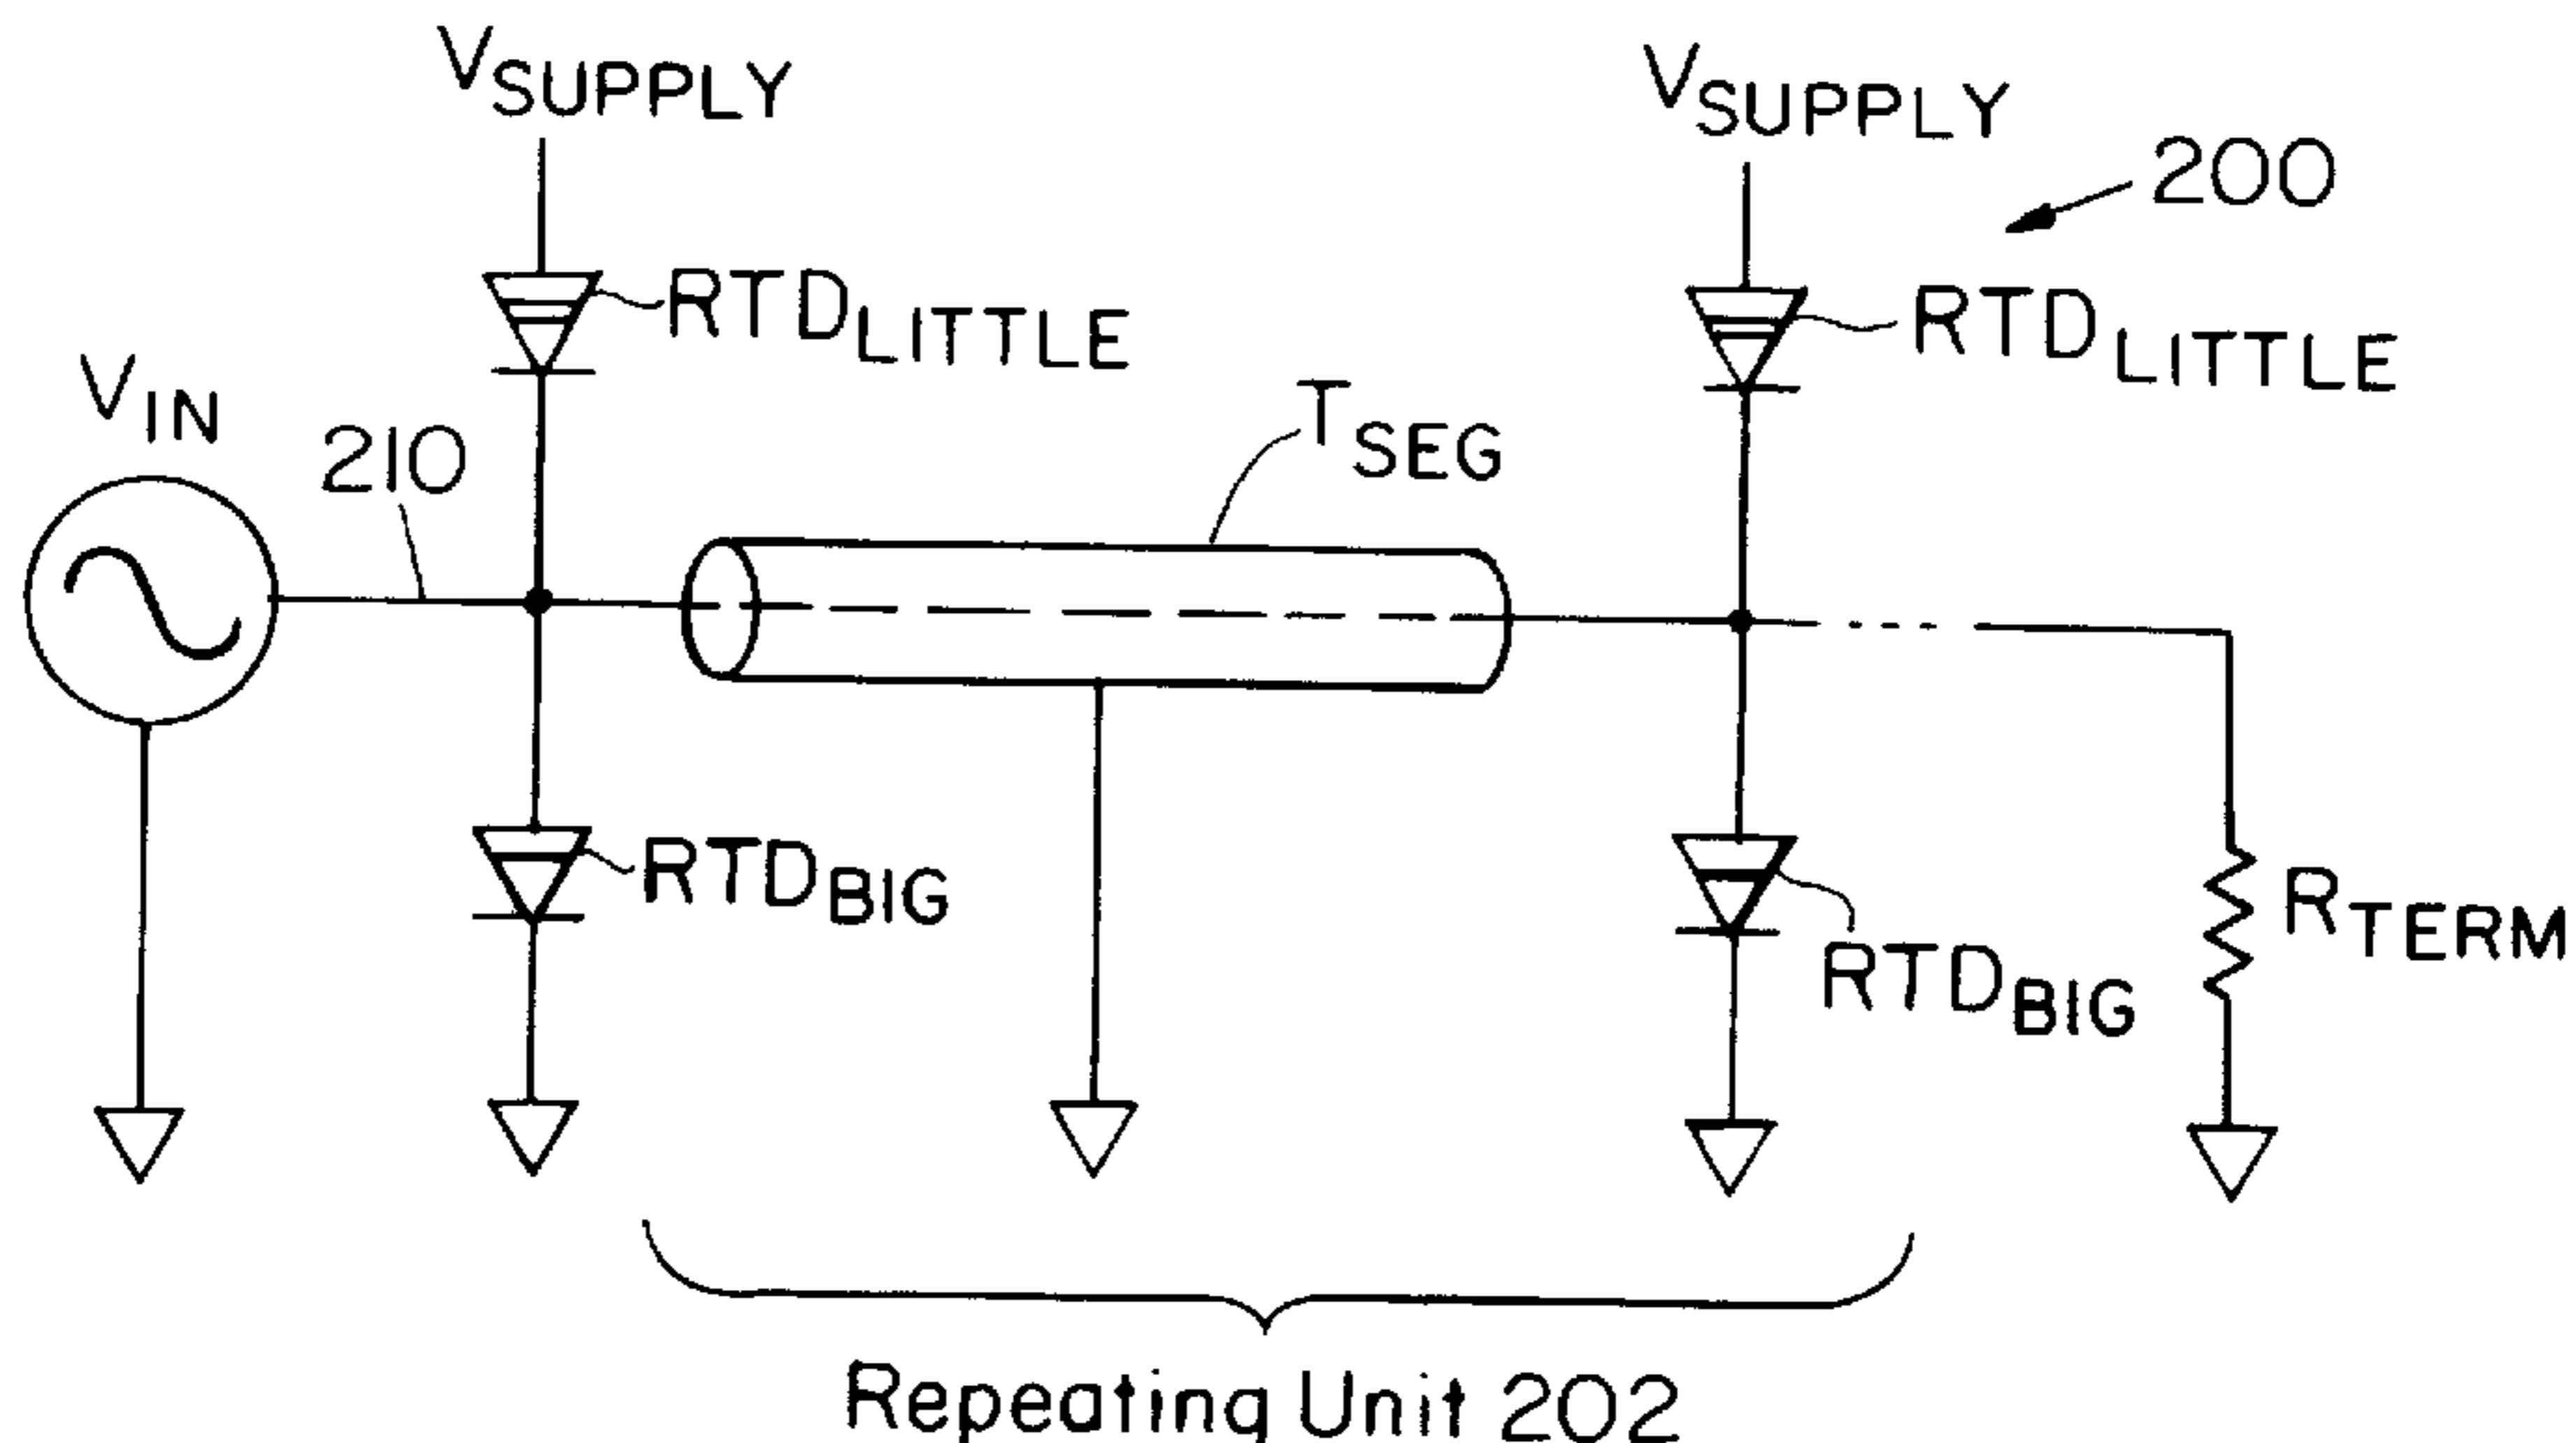 VSUPPLY
VSUPPLY
200
RTDLITTLE
RTDLITTLE
VIN
210
TSEG
RTDBIG
RTDBIG
RTERM
Repeating Unit 202